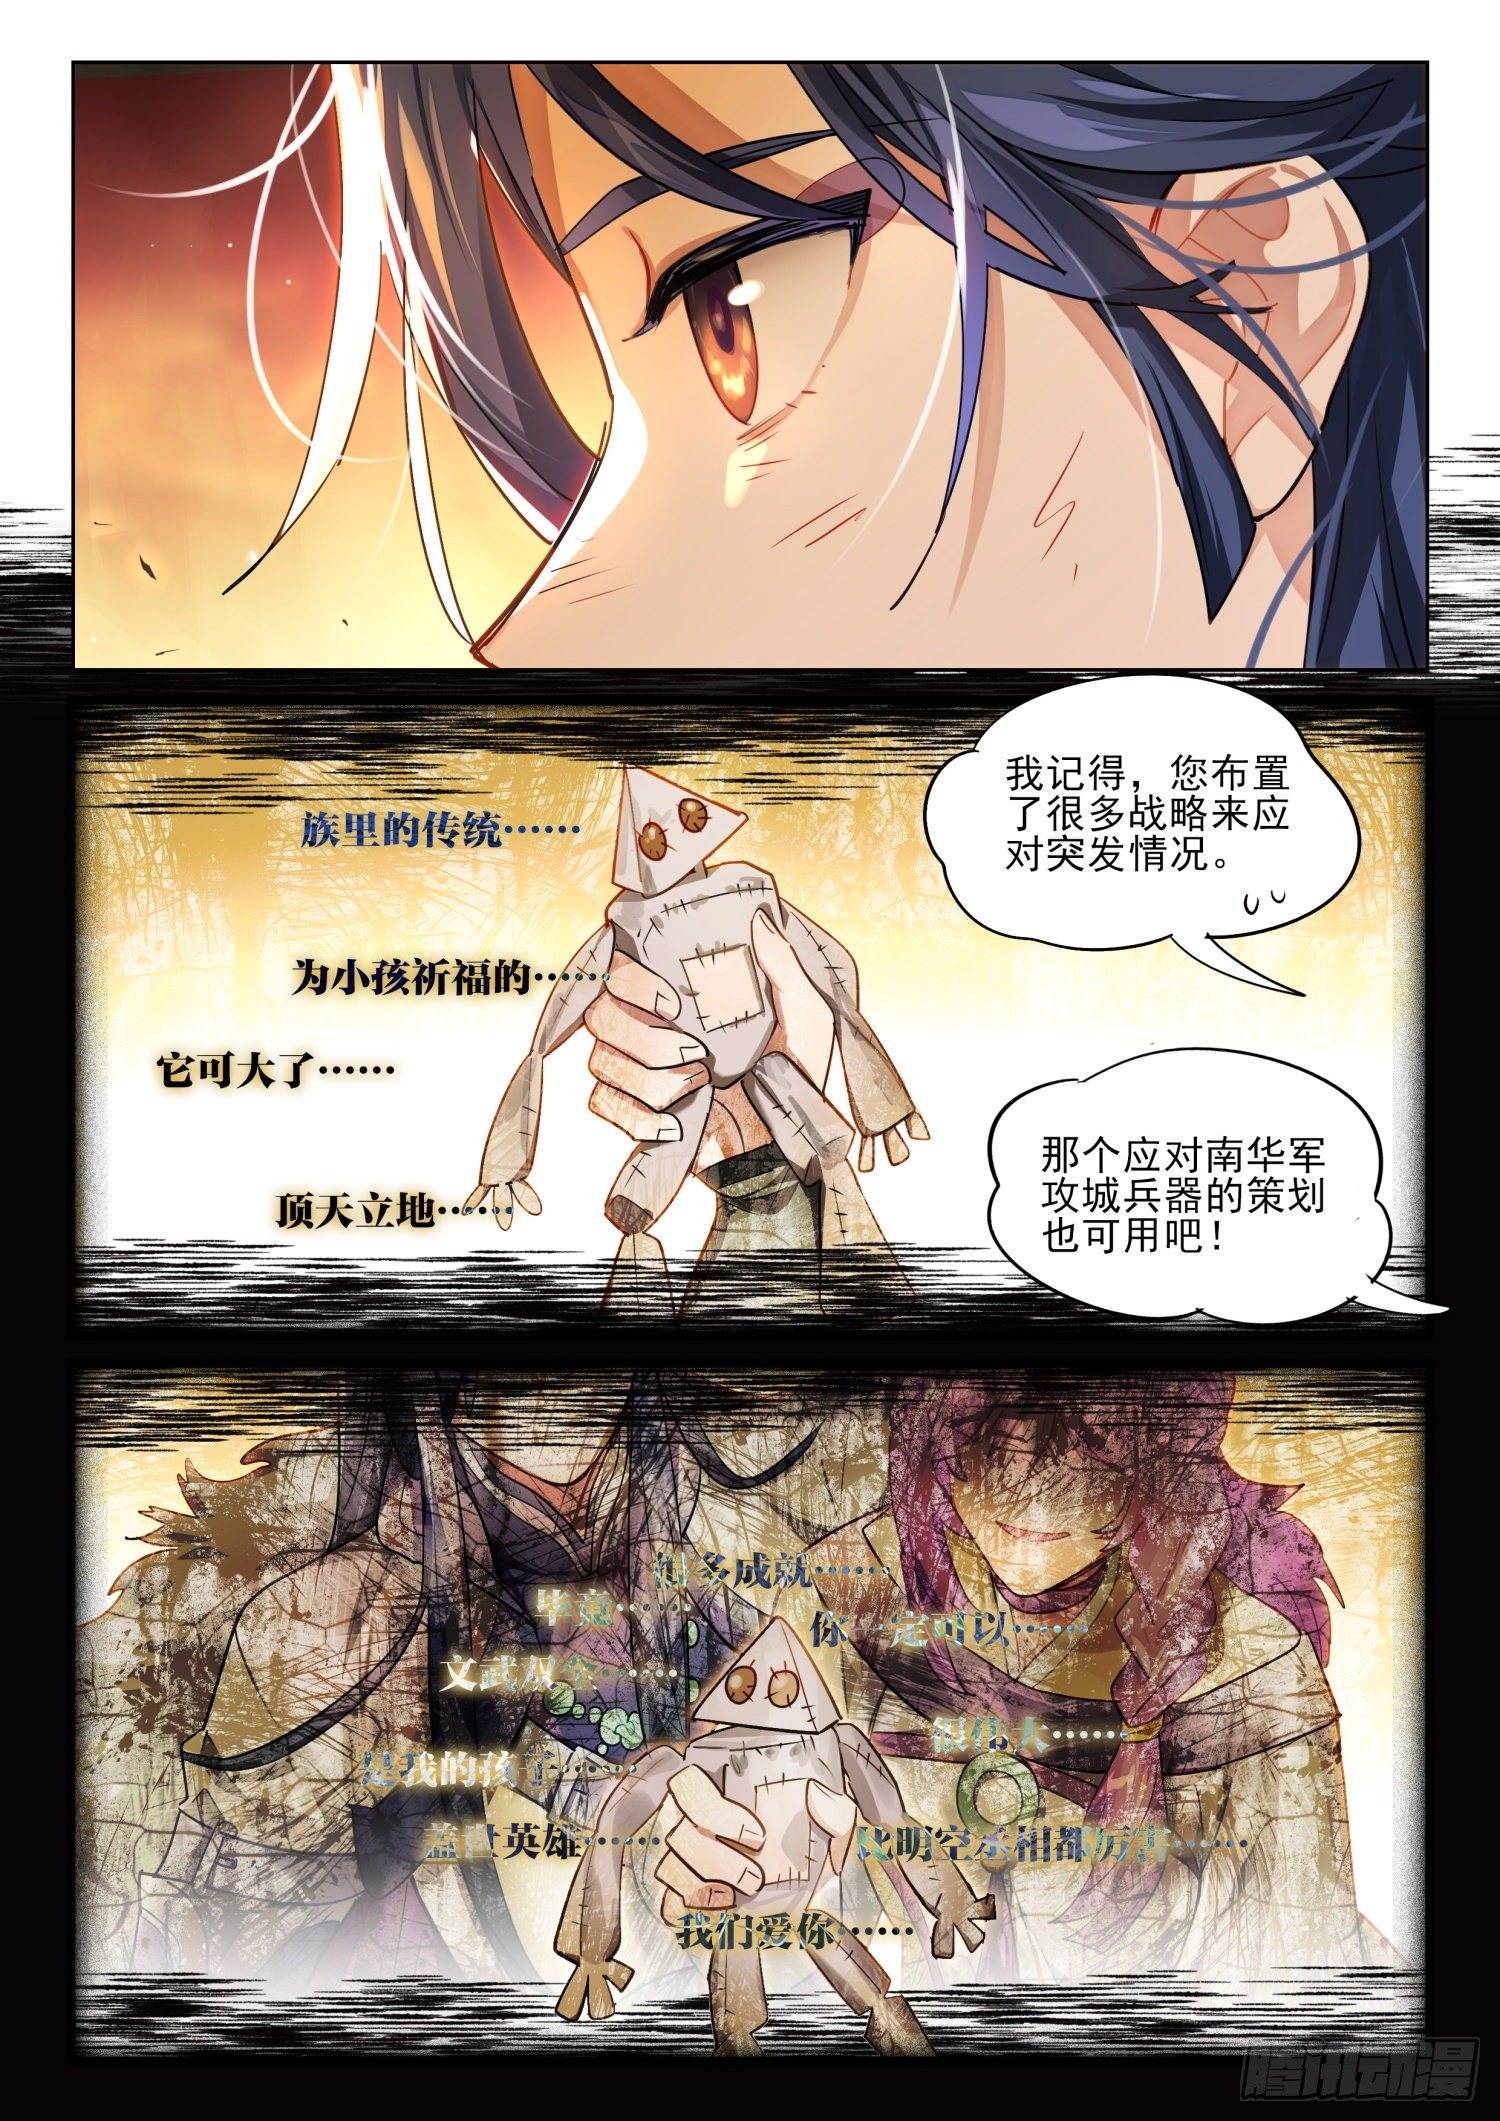 我记得，您布置
了很多战略来应
对突发情况。
族里的传统……
为小孩祈福的……
它可大了……
顶天立地……
那个应对南华军
攻城兵器的策划
也可用吧！
很多成就……
毕竟……
你一定可以……
文武双全……
很伟大……
是我的孩子……
盖世英雄……
比明空丞相都厉害……
我们爱你……
腾讯动漫